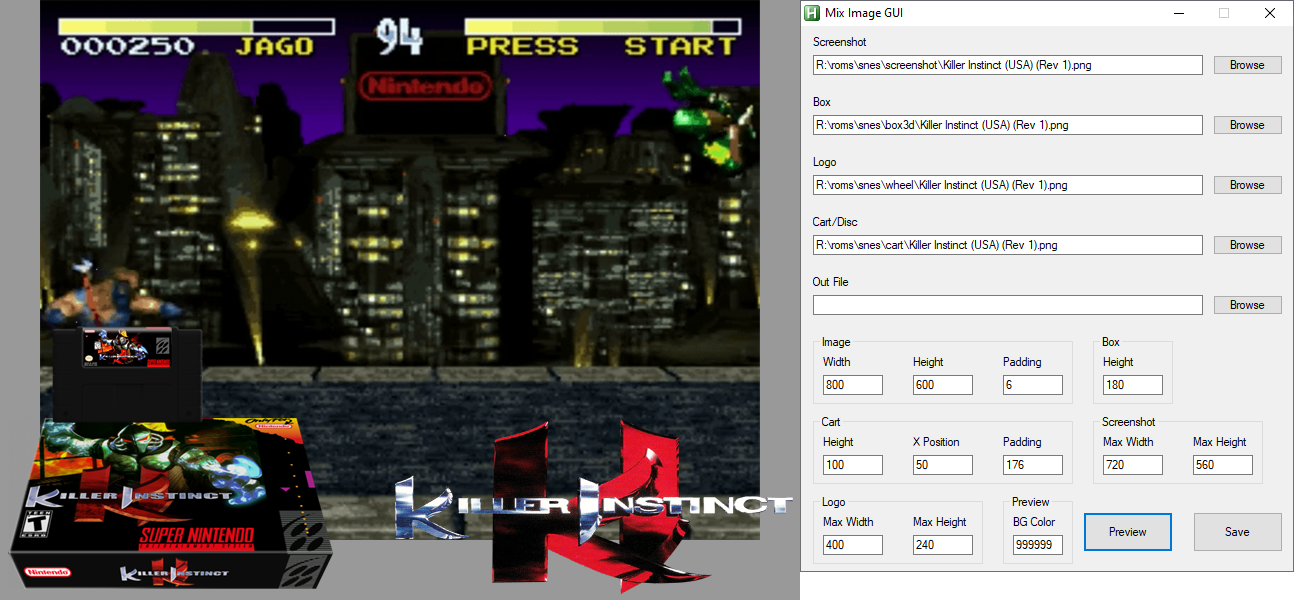 000250 JAGO 94 PRESS START
Nintendo
KILLER INSTINCT
SUPER NINTENDO
TEEN
T
ESRB
Nintendo
KILLER INSTINCT
KILLER INSTINCT
Mix Image GUI
Screenshot
R:\roms\snes\screenshot\Killer Instinct (USA) (Rev 1).png Browse
Box
R:\roms\snes\box3d\Killer Instinct (USA) (Rev 1).png Browse
Logo
R:\roms\snes\wheel\Killer Instinct (USA) (Rev 1).png Browse
Cart/Disc
R:\roms\snes\cart\Killer Instinct (USA) (Rev 1).png Browse
Out File
Browse
Image Box
Width Height Padding Height
800 600 6 180
Cart Screenshot
Height X Position Padding Max Width Max Height
100 50 176 720 560
Logo Preview
Max Width Max Height BG Color
400 240 999999 Preview Save